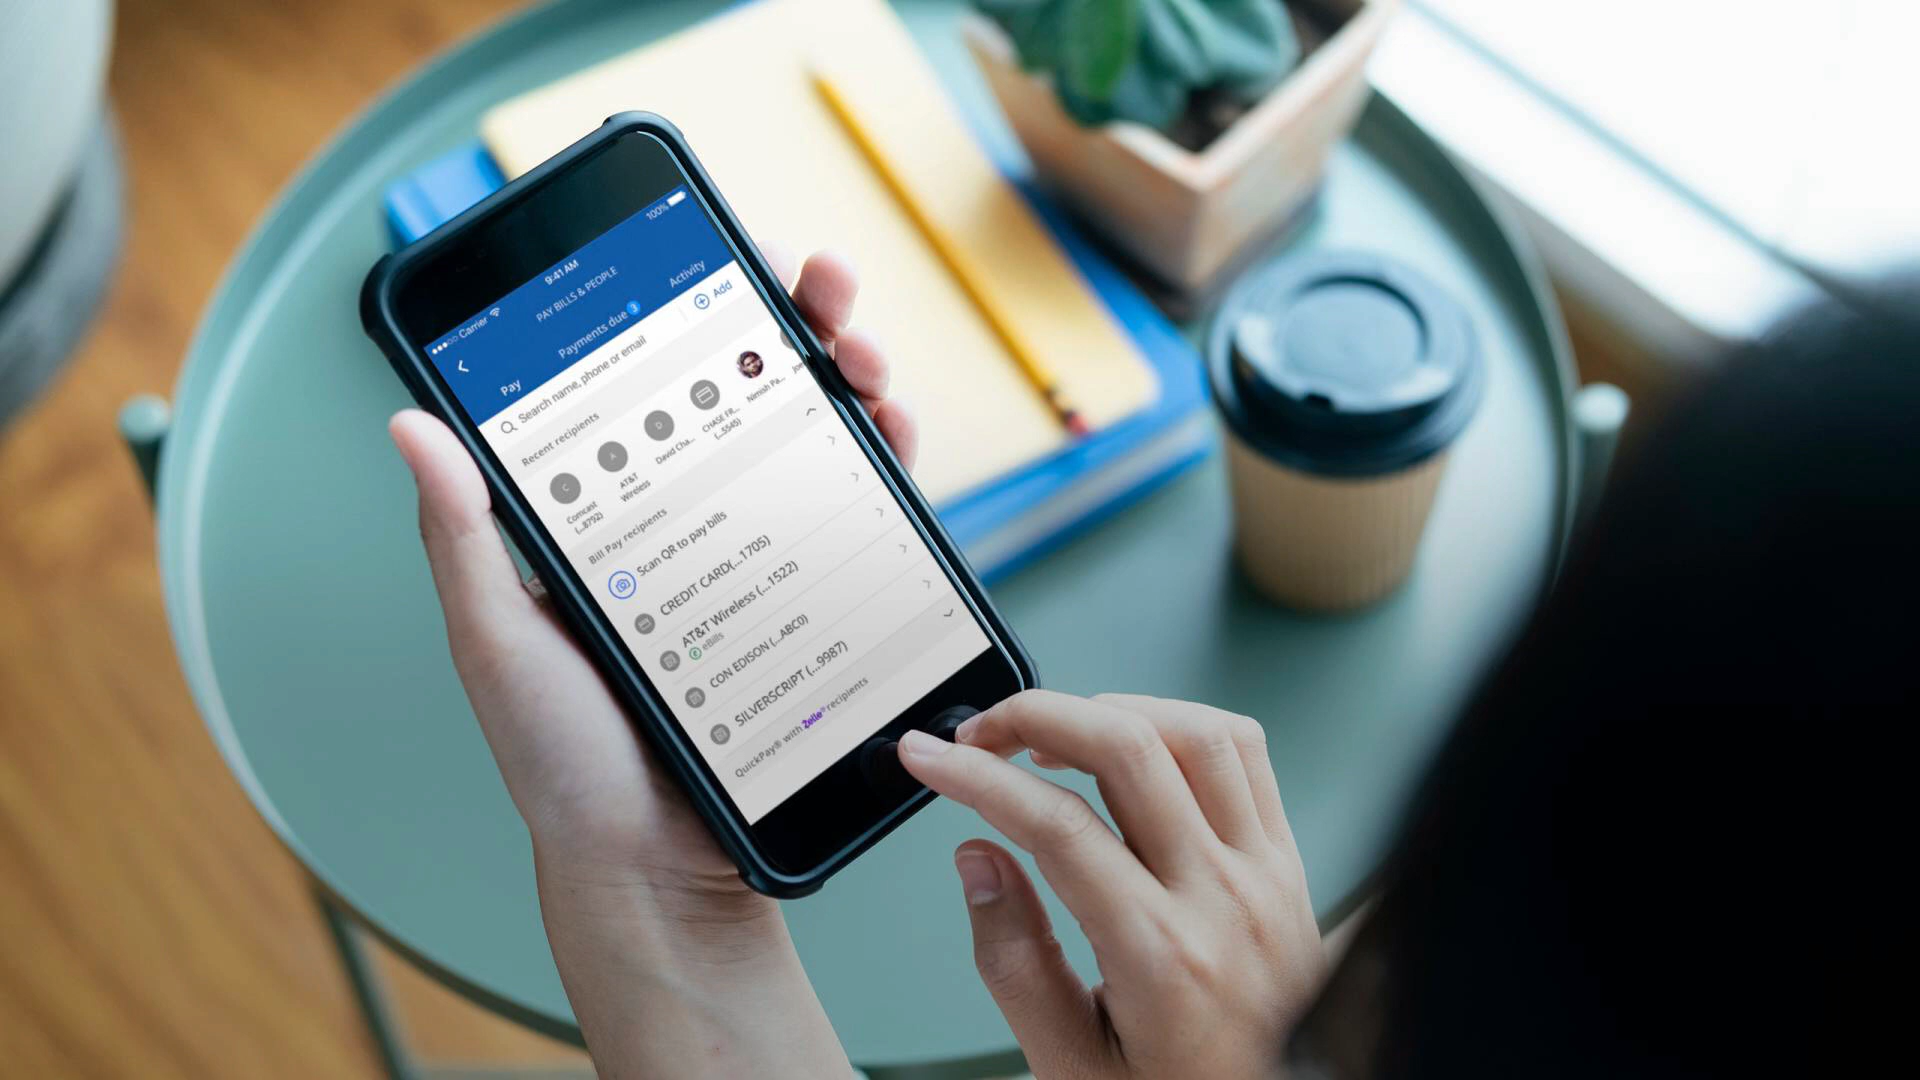 Carrier 9:41 AM 100%
PAY BILLS & PEOPLE
Pay Payments due 3 Activity
Search name, phone or email Add
Recent recipients
C A D
Comcast (...8792)
AT&T Wireless
David Cha...
CHASE FR... (...5545)
Nimish Pa...
Joe
Bill Pay recipients
Scan QR to pay bills
CREDIT CARD(...1705)
AT&T Wireless (...1522)
eBills
CON EDISON (...ABC0)
SILVERSCRIPT (...9987)
QuickPay® with Zelle® recipients